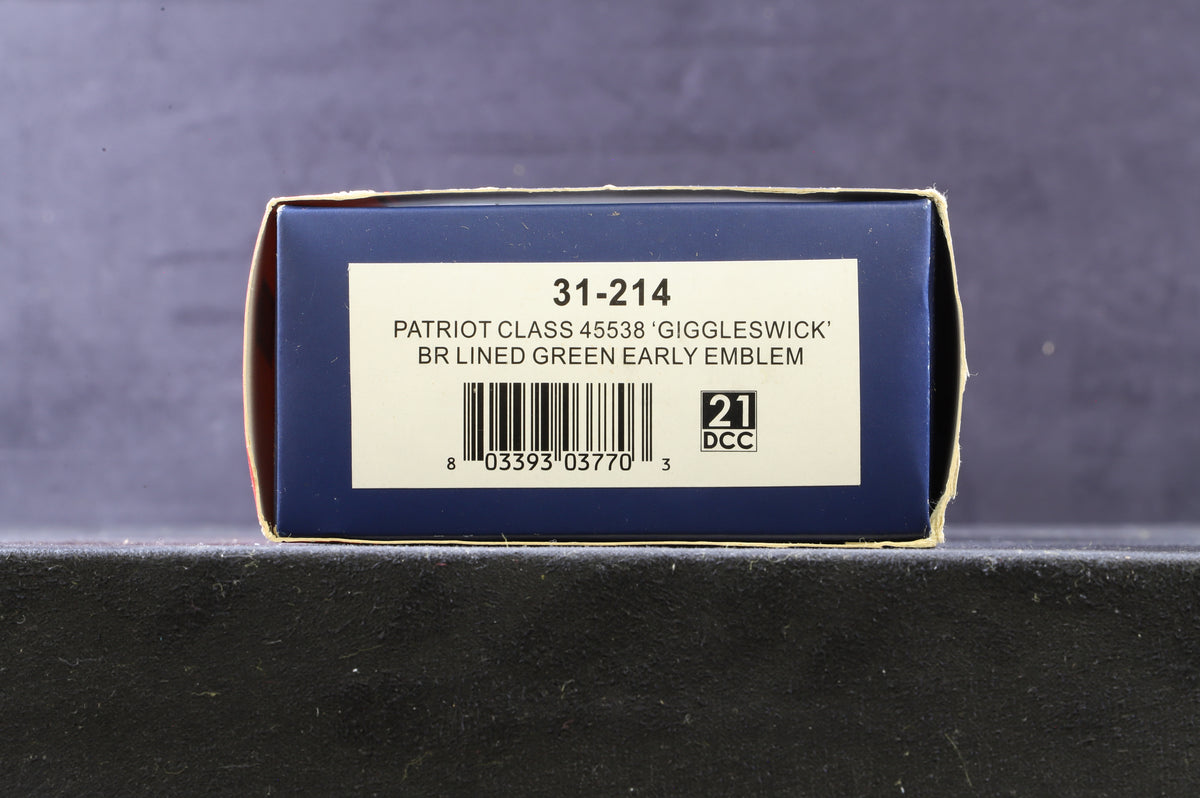 31-214
PATRIOT CLASS 45538 ‘GIGGLESWICK’
BR LINED GREEN EARLY EMBLEM
21
DCC
8 03393 03770 3